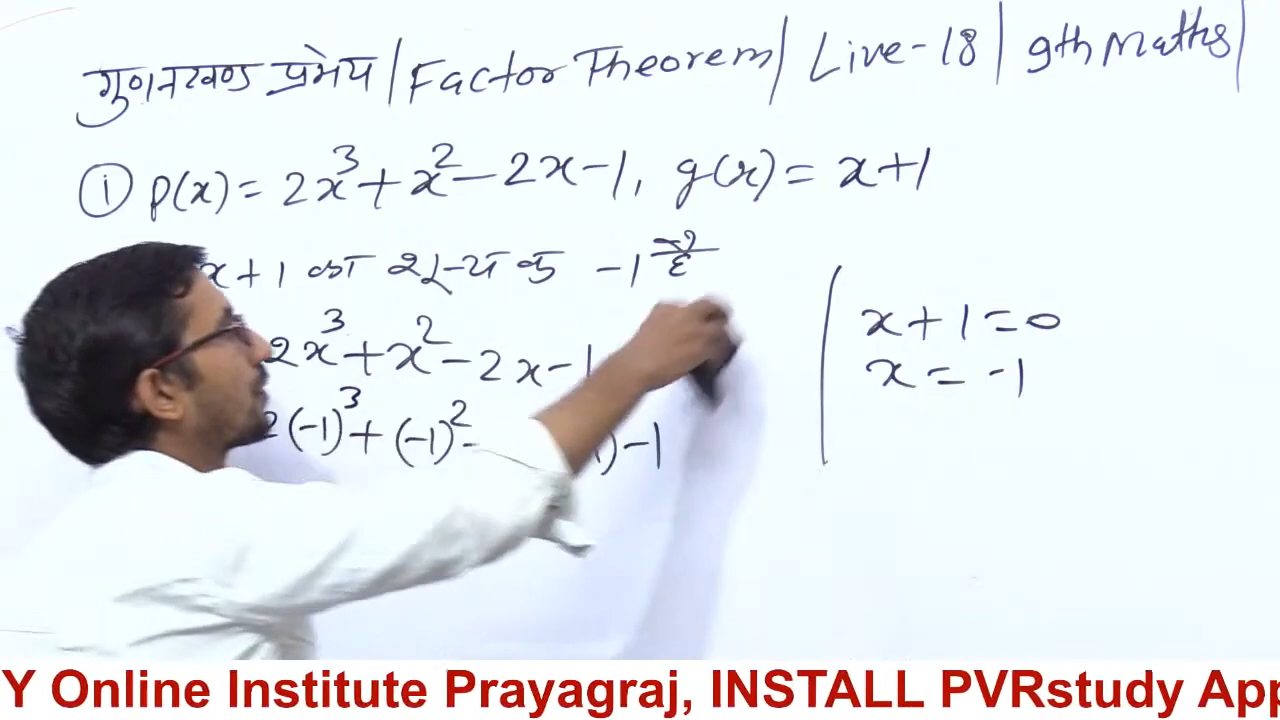 गुणनखण्ड प्रमेय | Factor Theorem | Live-18 | 9th Maths |
① p(x) = 2x³ + x² - 2x - 1, g(x) = x + 1
x + 1 का शून्यक -1 है
2x³ + x² - 2x - 1
2(-1)³ + (-1)² - ) - 1
x + 1 = 0
x = -1
Y Online Institute Prayagraj, INSTALL PVRstudy App